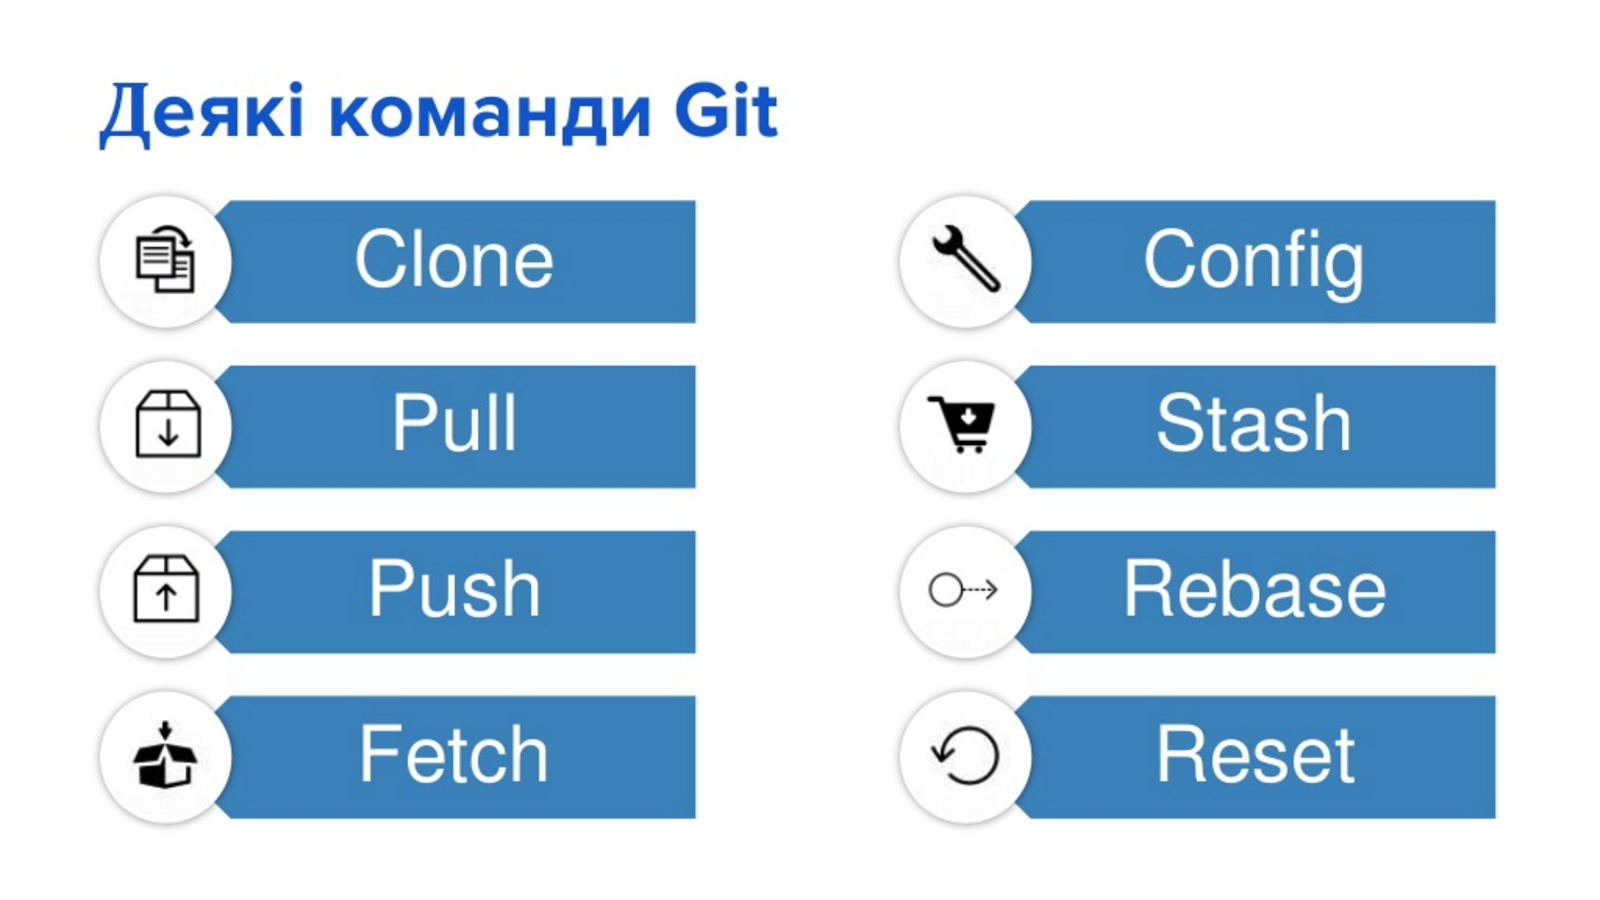 Деякі команди Git
Clone
Pull
Push
Fetch
Config
Stash
Rebase
Reset